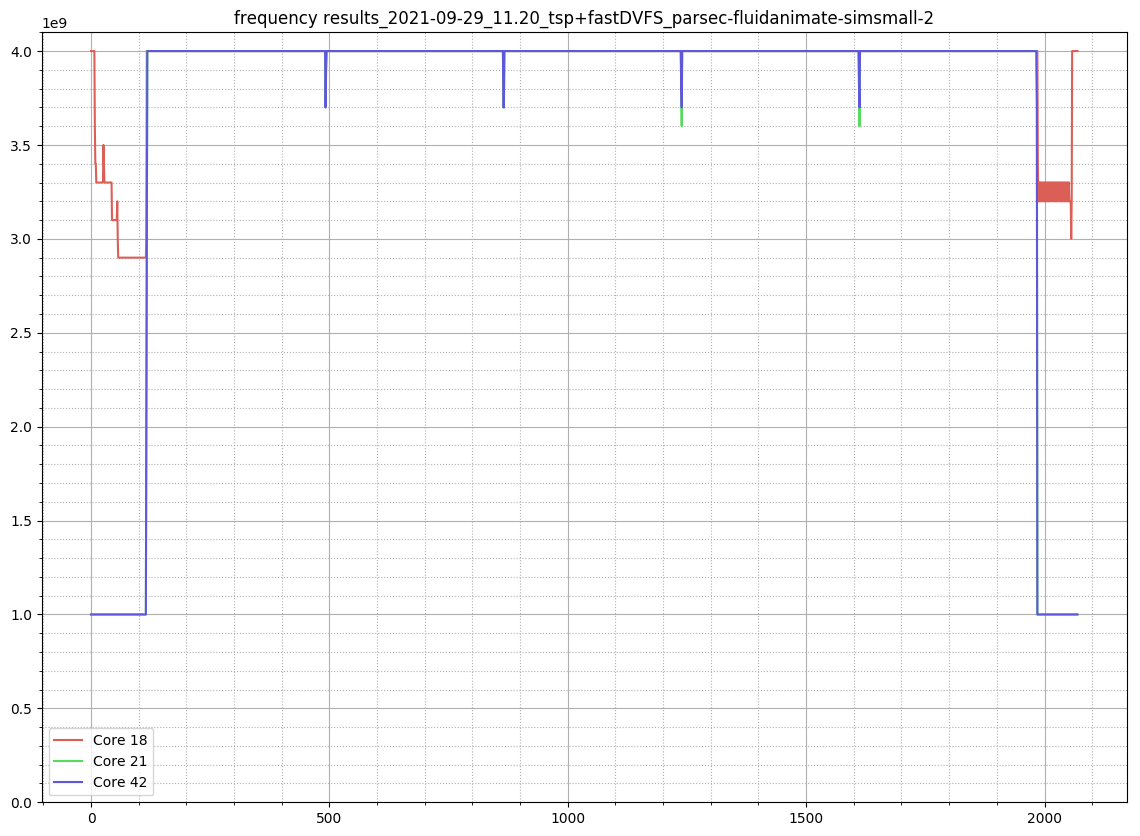 frequency results_2021-09-29_11.20_tsp+fastDVFS_parsec-fluidanimate-simsmall-2
1e9
4.0
3.5
3.0
2.5
2.0
1.5
1.0
0.5
0.0
Core 18
Core 21
Core 42
0 500 1000 1500 2000